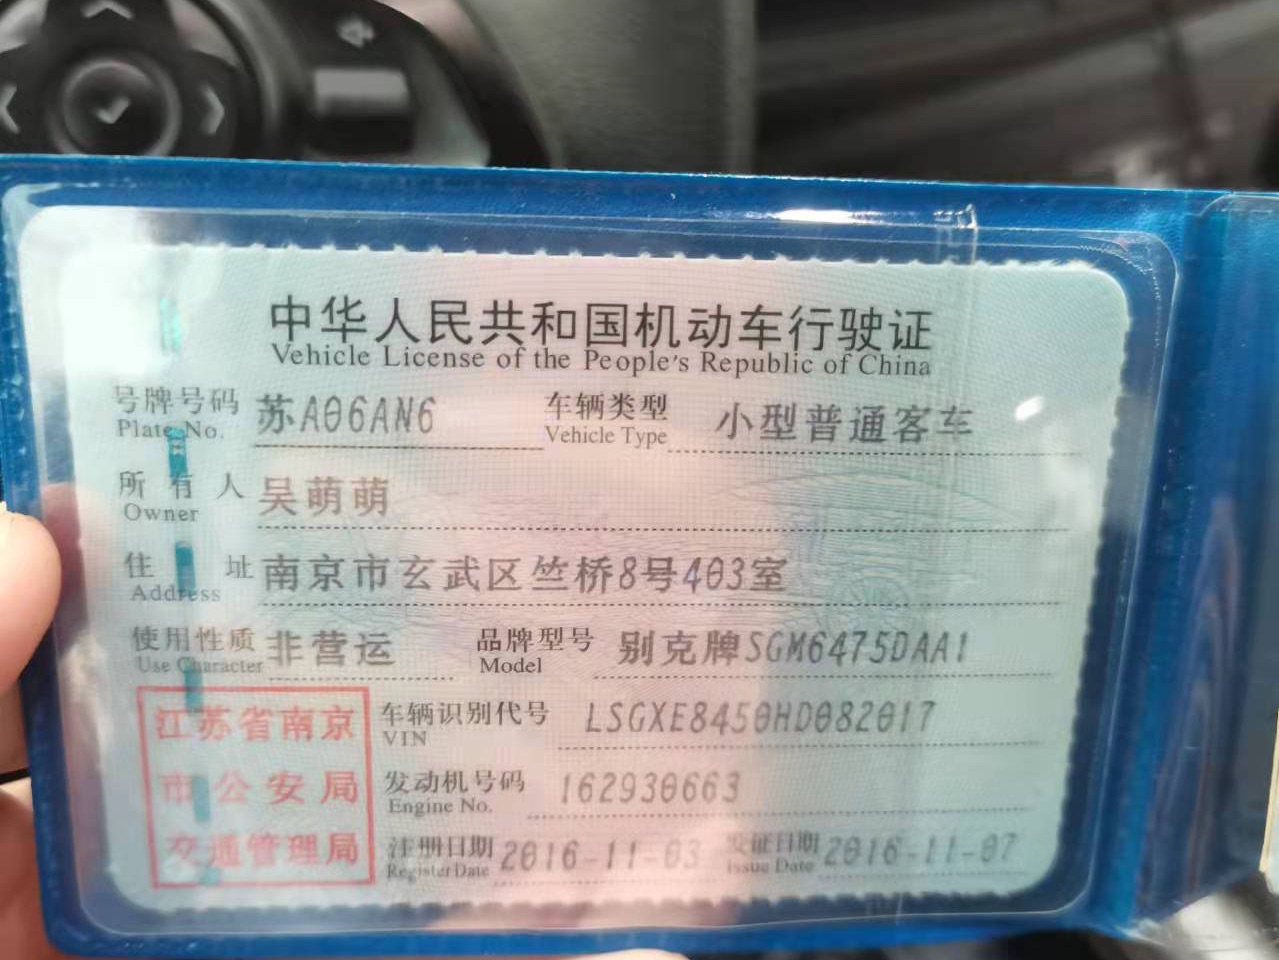 中华人民共和国机动车行驶证
Vehicle License of the People's Republic of China
号牌号码 苏A06AN6 车辆类型 小型普通客车
Plate No. Vehicle Type
所有人 吴萌萌
Owner
住址 南京市玄武区竺桥8号403室
Address
使用性质 非营运 品牌型号 别克牌SGM6475DAA1
Use Character Model
江苏省南京
市公安局
交通管理局
车辆识别代号 LSGXE8450HD082017
VIN
发动机号码 162930663
Engine No.
注册日期 2016-11-03 发证日期 2016-11-07
Register Date Issue Date